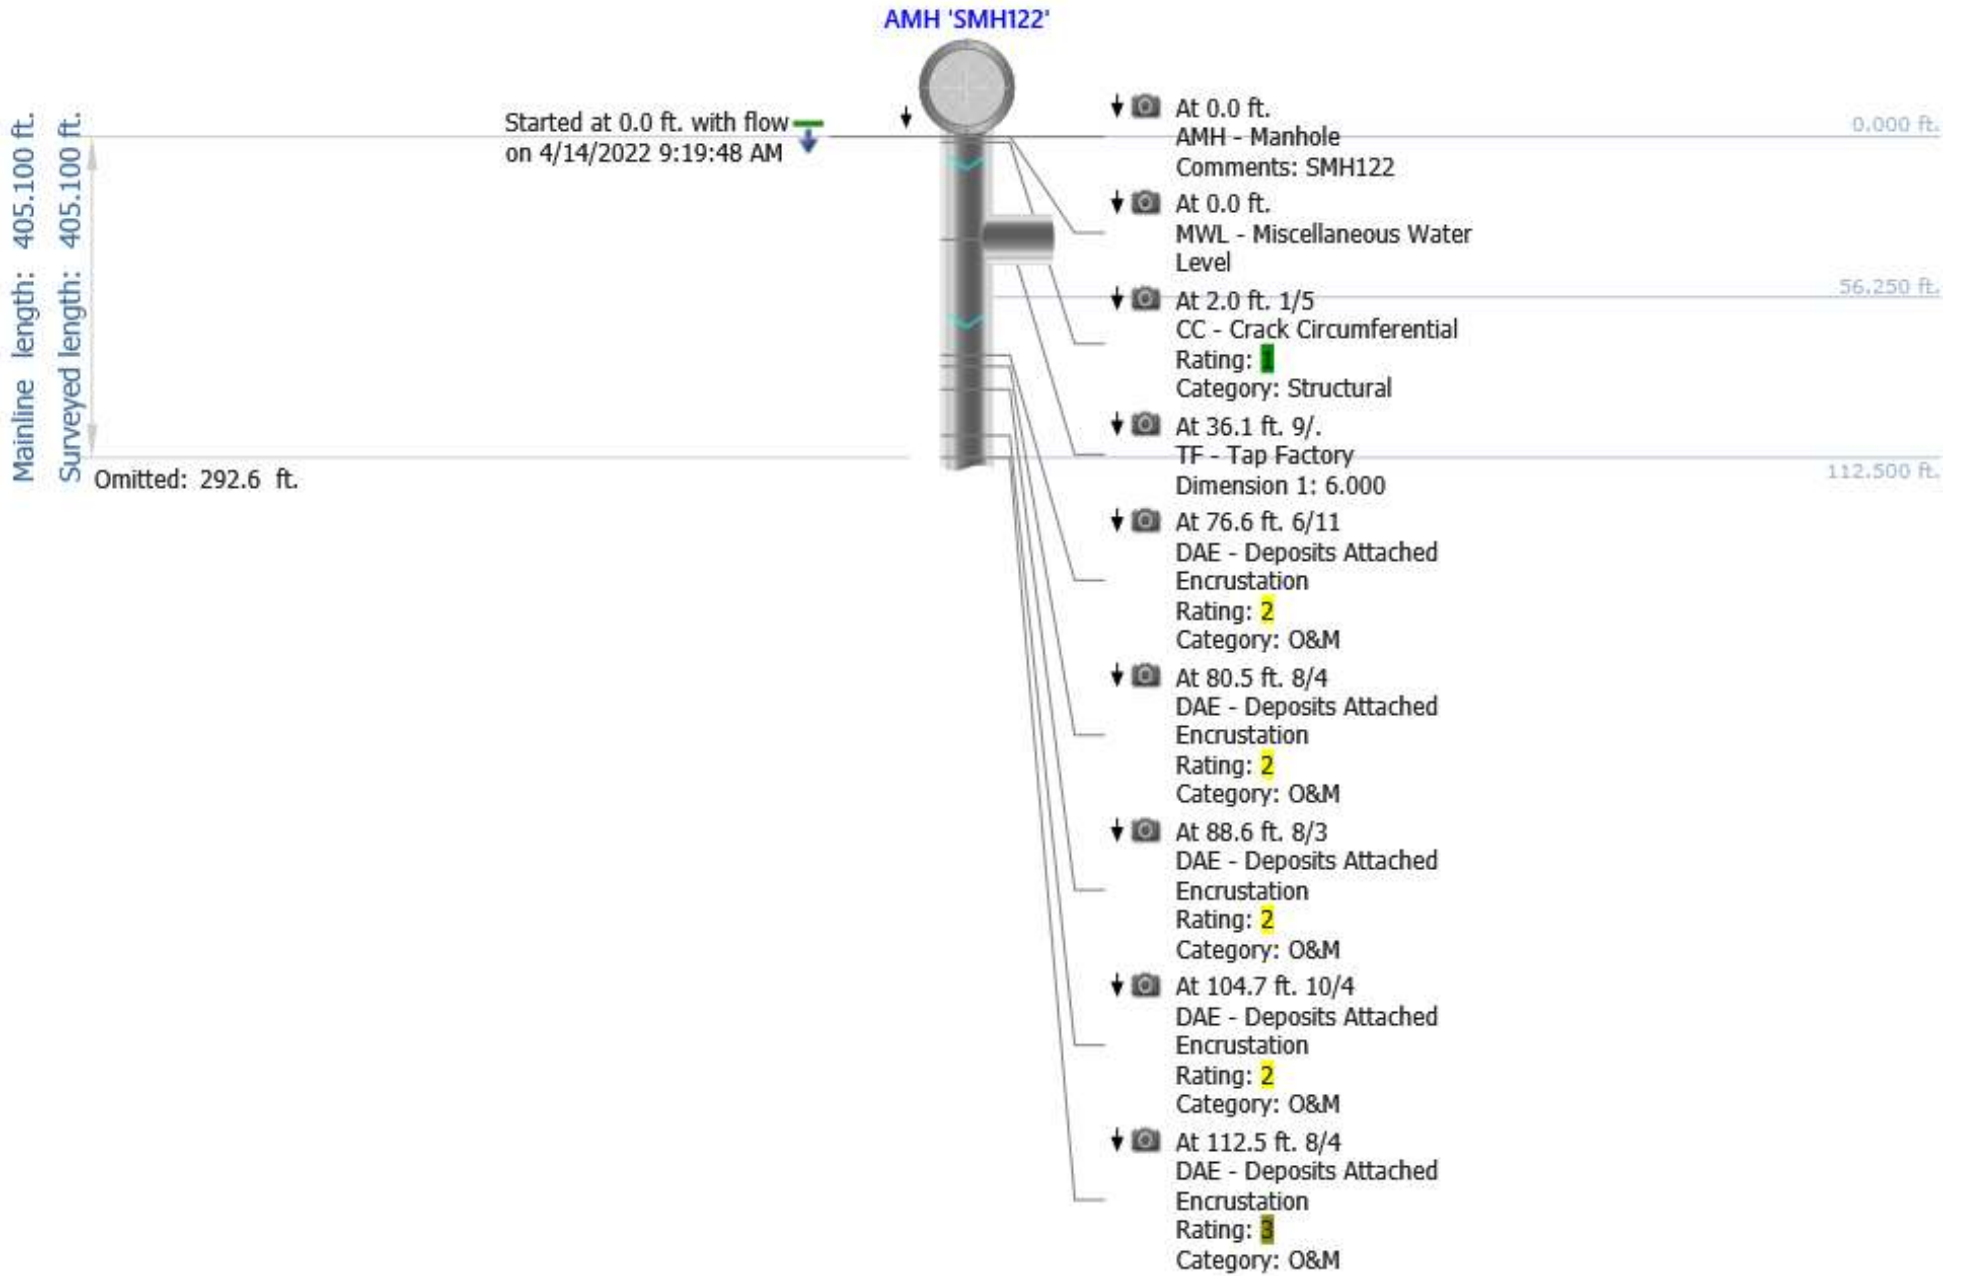 AMH 'SMH122'
Mainline length: 405.100 ft.
Surveyed length: 405.100 ft.
Started at 0.0 ft. with flow
on 4/14/2022 9:19:48 AM
Omitted: 292.6 ft.
At 0.0 ft.
AMH - Manhole
Comments: SMH122
At 0.0 ft.
MWL - Miscellaneous Water
Level
At 2.0 ft. 1/5
CC - Crack Circumferential
Rating: 1
Category: Structural
At 36.1 ft. 9/.
TF - Tap Factory
Dimension 1: 6.000
At 76.6 ft. 6/11
DAE - Deposits Attached
Encrustation
Rating: 2
Category: O&M
At 80.5 ft. 8/4
DAE - Deposits Attached
Encrustation
Rating: 2
Category: O&M
At 88.6 ft. 8/3
DAE - Deposits Attached
Encrustation
Rating: 2
Category: O&M
At 104.7 ft. 10/4
DAE - Deposits Attached
Encrustation
Rating: 2
Category: O&M
At 112.5 ft. 8/4
DAE - Deposits Attached
Encrustation
Rating: 3
Category: O&M
0.000 ft.
56.250 ft.
112.500 ft.